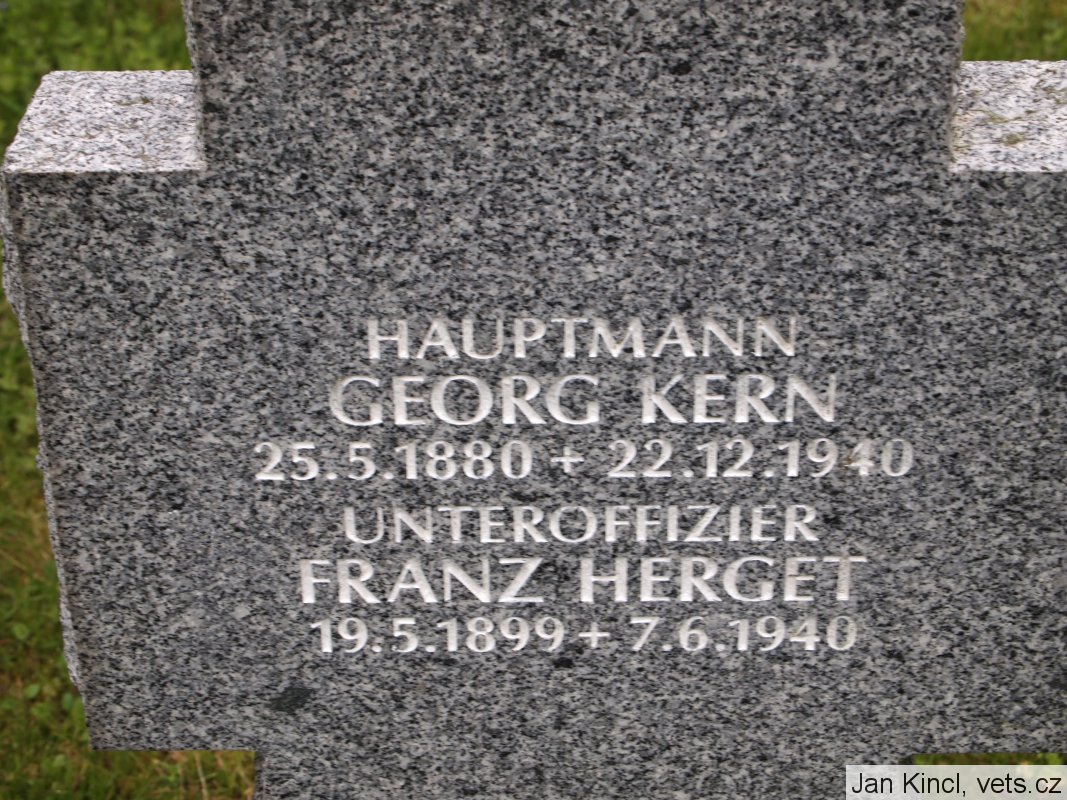 HAUPTMANN
GEORG KERN
25.5.1880 + 22.12.1940
UNTEROFFIZIER
FRANZ HERGET
19.5.1899 + 7.6.1940
Jan Kincl, vets.cz